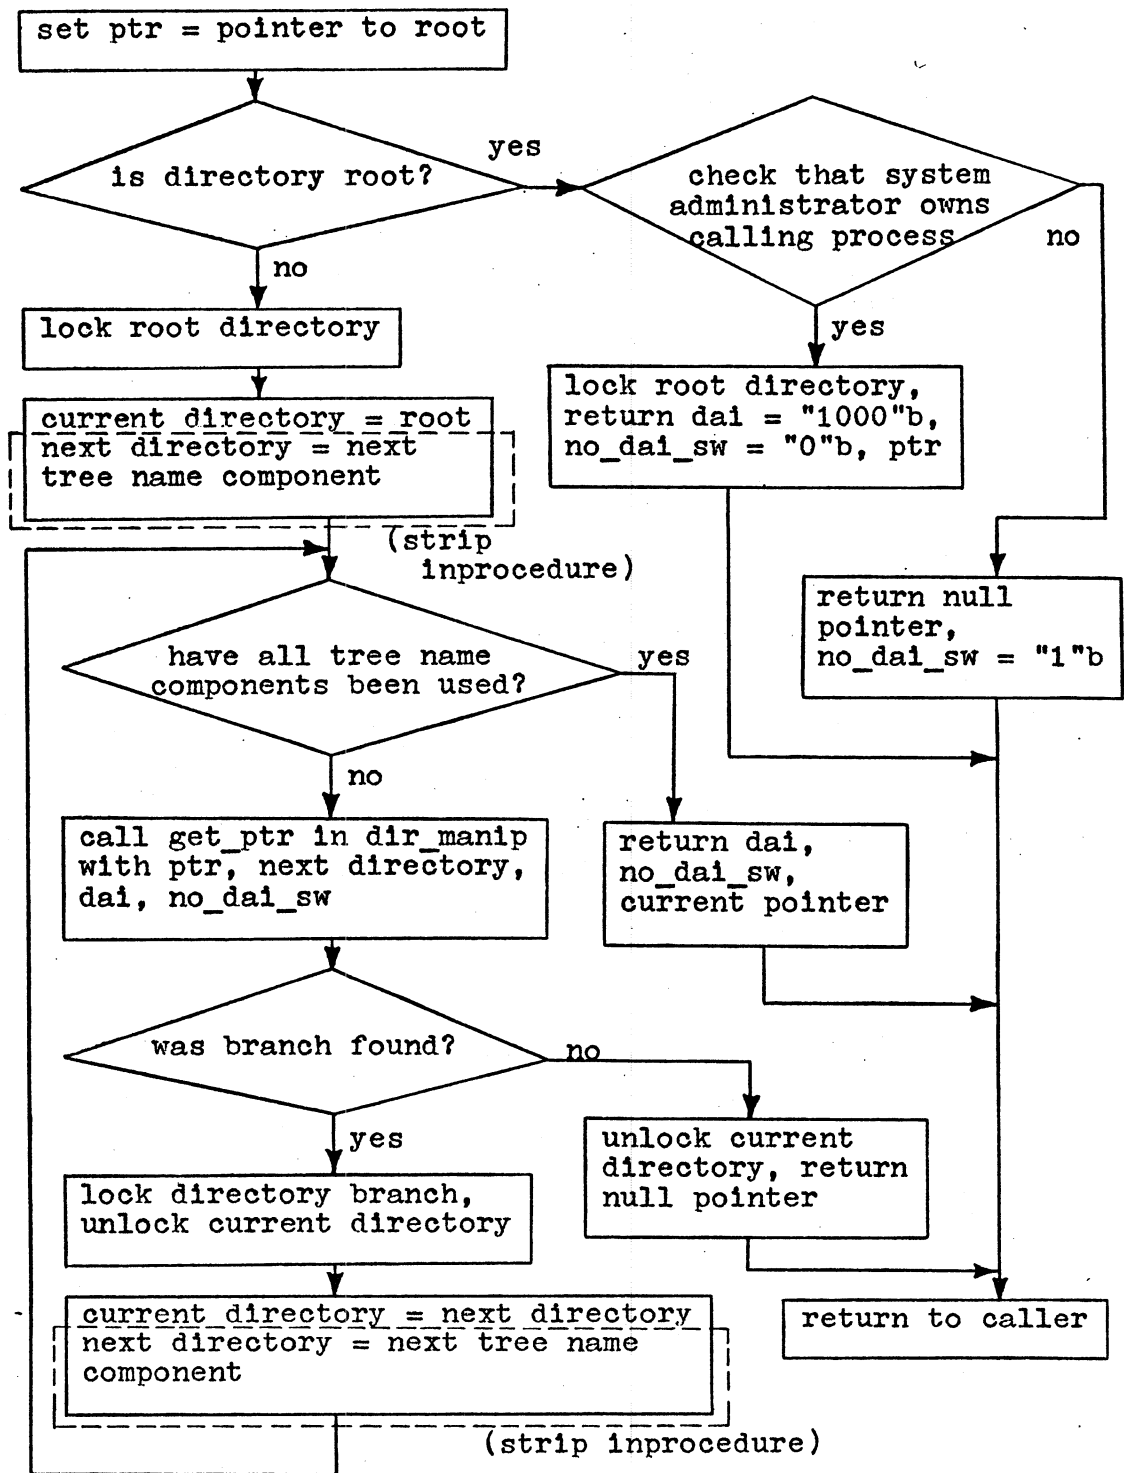 set ptr = pointer to root
is directory root?
yes
check that system
administrator owns
calling process
no
no
lock root directory
yes
lock root directory,
return dai = "1000"b,
no_dai_sw = "0"b, ptr
current directory = root
next directory = next
tree name component
(strip
inprocedure)
return null
pointer,
no_dai_sw = "1"b
have all tree name
components been used?
yes
no
call get_ptr in dir_manip
with ptr, next directory,
dai, no_dai_sw
return dai,
no_dai_sw,
current pointer
was branch found?
no
yes
unlock current
directory, return
null pointer
lock directory branch,
unlock current directory
current directory = next directory
next directory = next tree name
component
(strip inprocedure)
return to caller